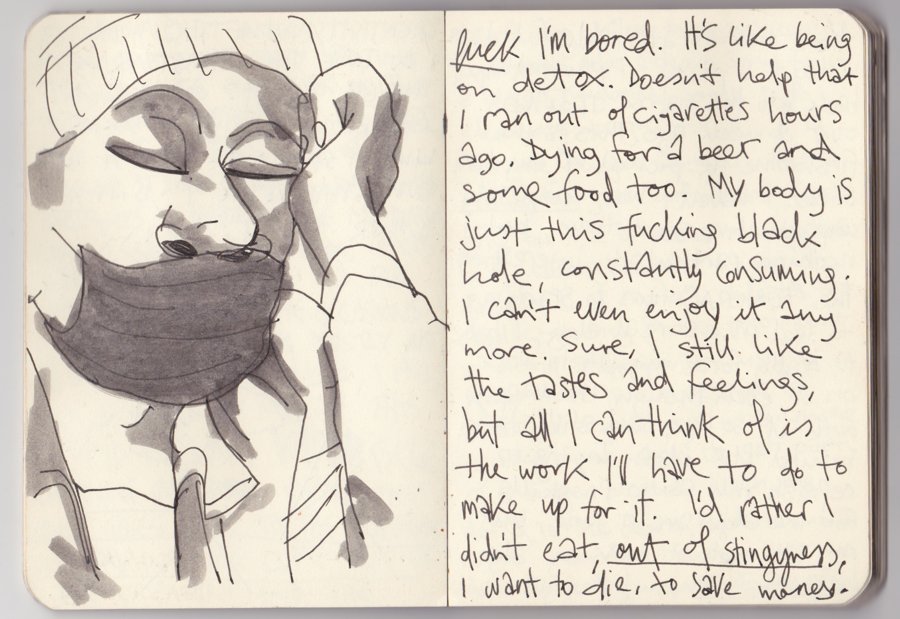 fuck I'm bored. It's like being
on detox. Doesn't help that
I ran out of cigarettes hours
ago. Dying for a beer and
some food too. My body is
just this fucking black
hole, constantly consuming.
I can't even enjoy it any
more. Sure, I still like
the tastes and feelings,
but all I can think of is
the work I'll have to do to
make up for it. I'd rather I
didn't eat, out of stingyness,
I want to die, to save money.